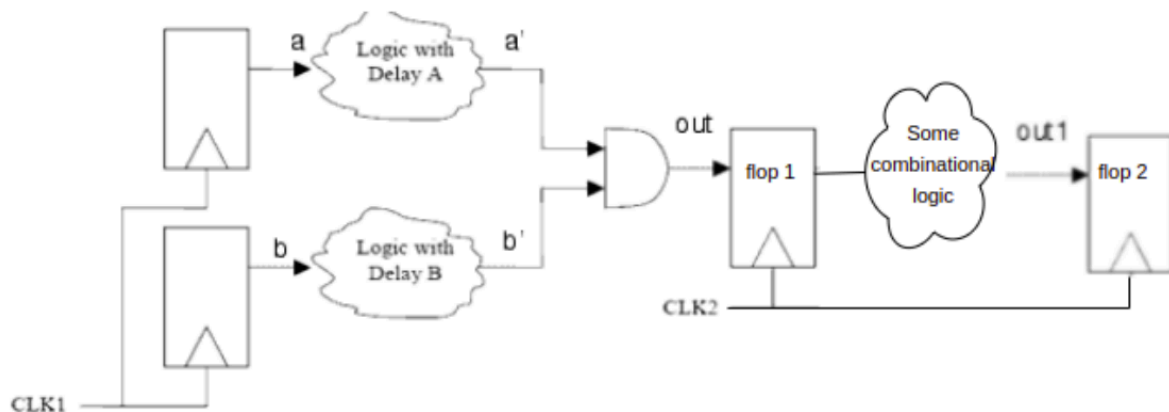 a
Logic with
Delay A
a'
out
flop 1
Some
combinational
logic
out1
flop 2
b
Logic with
Delay B
b'
CLK2
CLK1